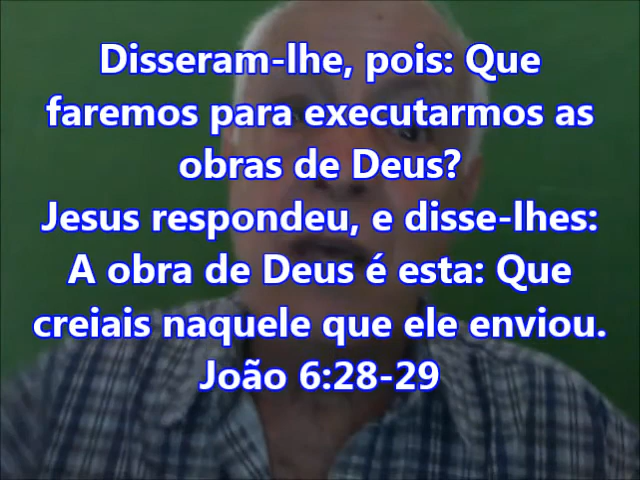 Disseram-lhe, pois: Que
faremos para executarmos as
obras de Deus?
Jesus respondeu, e disse-lhes:
A obra de Deus é esta: Que
creiais naquele que ele enviou.
João 6:28-29